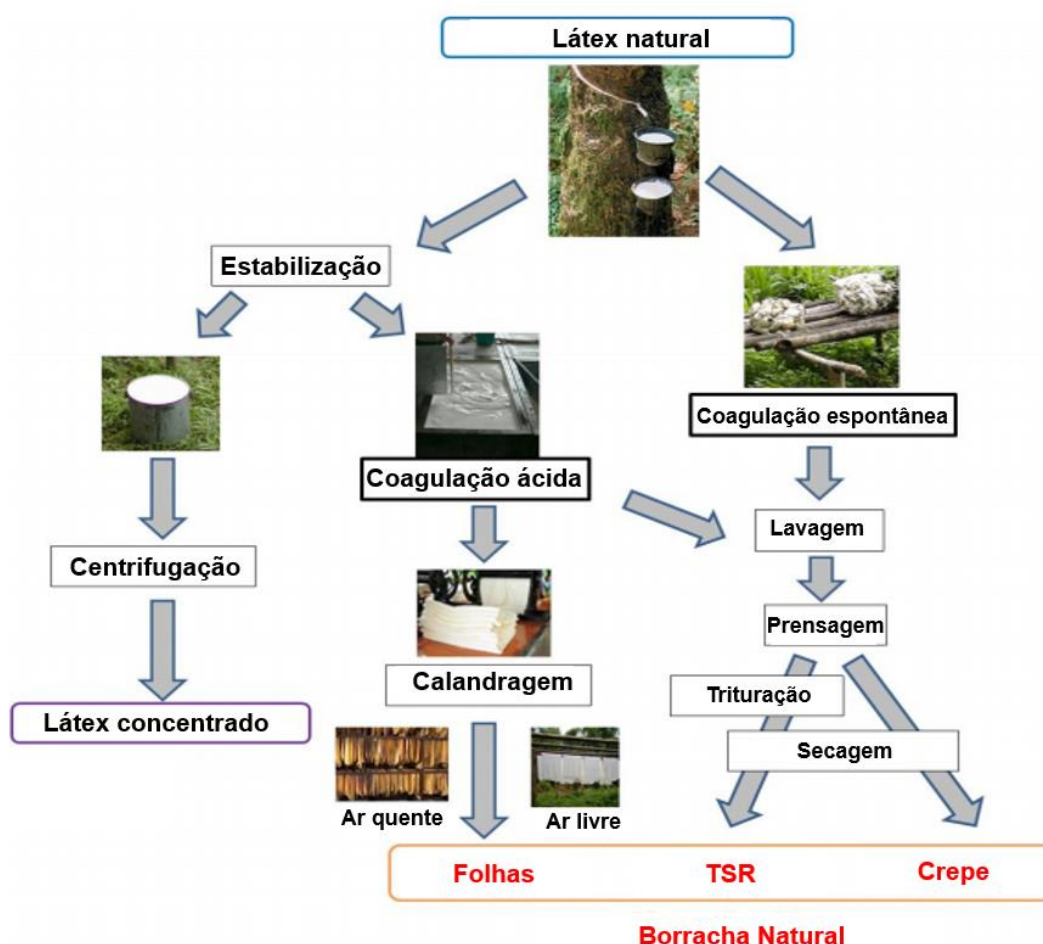 Látex natural
Estabilização
Coagulação espontânea
Coagulação ácida
Lavagem
Centrifugação
Prensagem
Calandragem
Trituração
Látex concentrado
Secagem
Ar quente
Ar livre
Folhas
TSR
Crepe
Borracha Natural